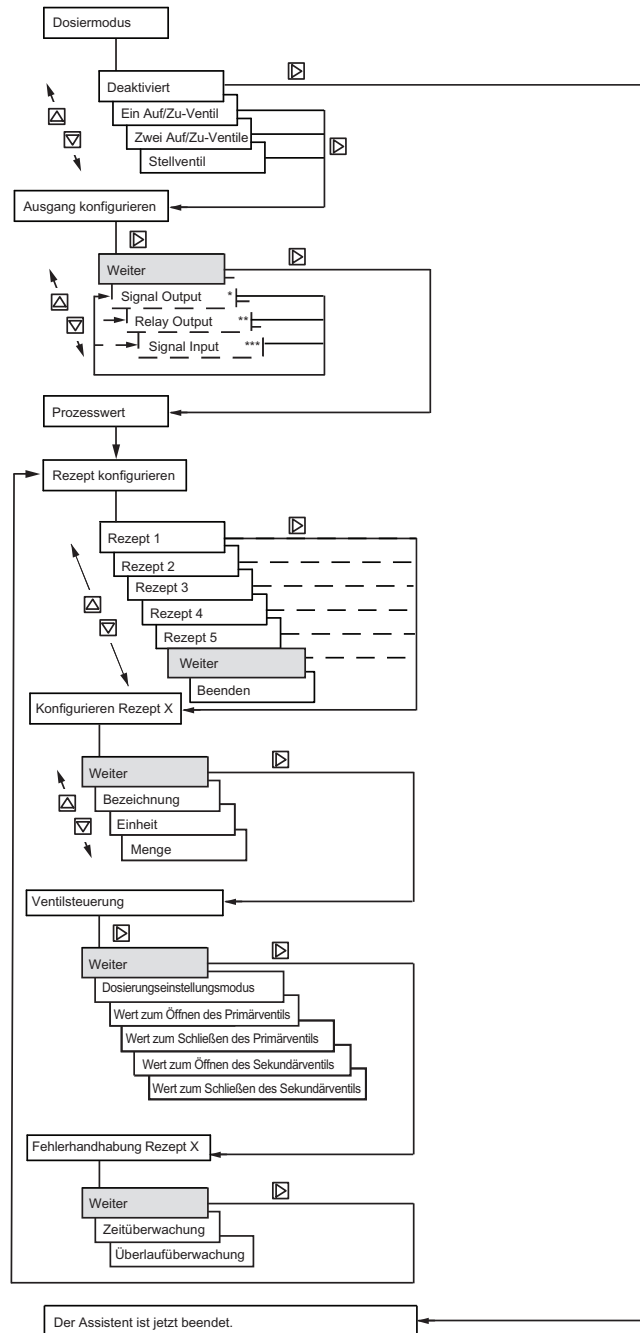 Dosiermodus
Deaktiviert
Ein Auf/Zu-Ventil
Zwei Auf/Zu-Ventile
Stellventil
Ausgang konfigurieren
Weiter
Signal Output *
Relay Output **
Signal Input ***
Prozesswert
Rezept konfigurieren
Rezept 1
Rezept 2
Rezept 3
Rezept 4
Rezept 5
Weiter
Beenden
Konfigurieren Rezept X
Weiter
Bezeichnung
Einheit
Menge
Ventilsteuerung
Weiter
Dosierungseinstellungsmodus
Wert zum Öffnen des Primärventils
Wert zum Schließen des Primärventils
Wert zum Öffnen des Sekundärventils
Wert zum Schließen des Sekundärventils
Fehlerhandhabung Rezept X
Weiter
Zeitüberwachung
Überlaufüberwachung
Der Assistent ist jetzt beendet.